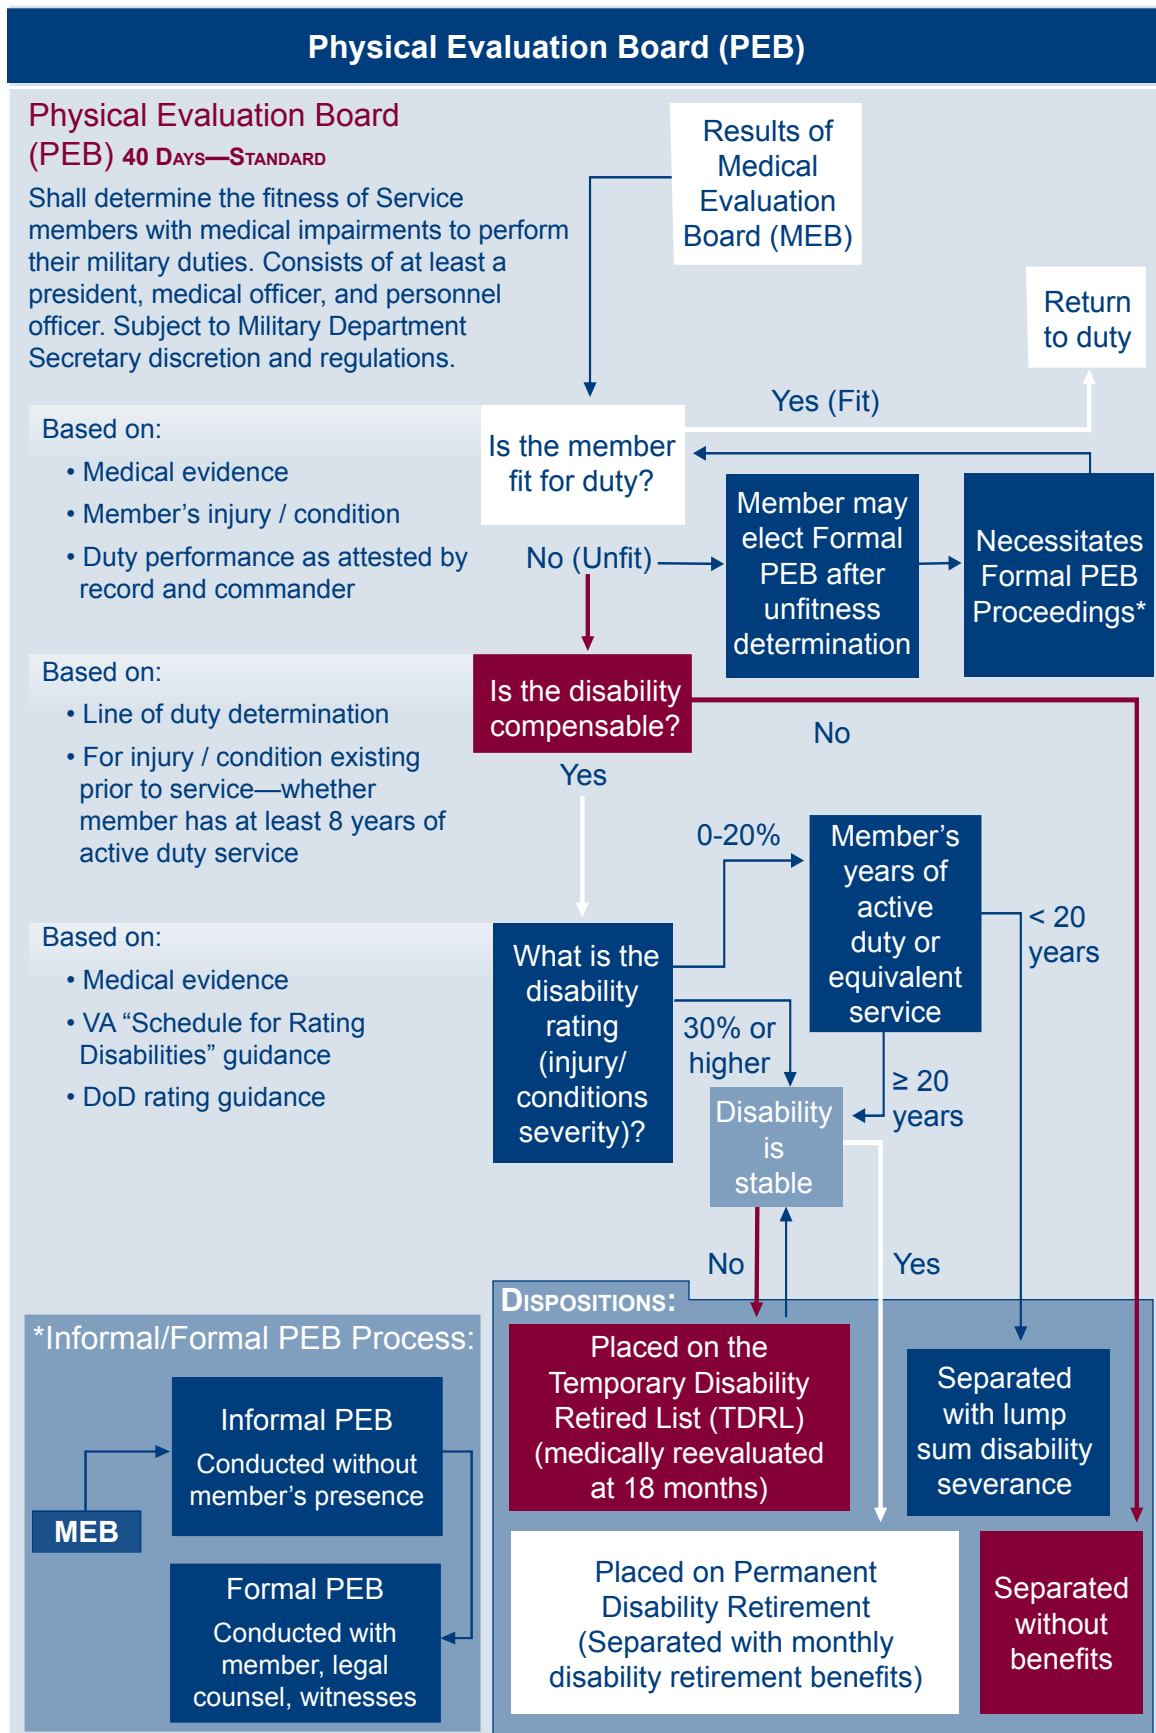 Physical Evaluation Board (PEB)
Physical Evaluation Board
(PEB) 40 Days—Standard
Shall determine the fitness of Service
members with medical impairments to perform
their military duties. Consists of at least a
president, medical officer, and personnel
officer. Subject to Military Department
Secretary discretion and regulations.
Results of
Medical
Evaluation
Board (MEB)
Return
to duty
Yes (Fit)
Based on:
• Medical evidence
• Member’s injury / condition
• Duty performance as attested by
record and commander
Is the member
fit for duty?
No (Unfit)
Member may
elect Formal
PEB after
unfitness
determination
Necessitates
Formal PEB
Proceedings*
Based on:
• Line of duty determination
• For injury / condition existing
prior to service—whether
member has at least 8 years of
active duty service
Is the disability
compensable?
No
Yes
0-20%
Member’s
years of
active
duty or
equivalent
service
< 20
years
Based on:
• Medical evidence
• VA “Schedule for Rating
Disabilities” guidance
• DoD rating guidance
What is the
disability
rating
(injury/
conditions
severity)?
30% or
higher
≥ 20
years
Disability
is
stable
No
Yes
Dispositions:
Placed on the
Temporary Disability
Retired List (TDRL)
(medically reevaluated
at 18 months)
Separated
with lump
sum disability
severance
Placed on Permanent
Disability Retirement
(Separated with monthly
disability retirement benefits)
Separated
without
benefits
*Informal/Formal PEB Process:
Informal PEB
Conducted without
member’s presence
MEB
Formal PEB
Conducted with
member, legal
counsel, witnesses